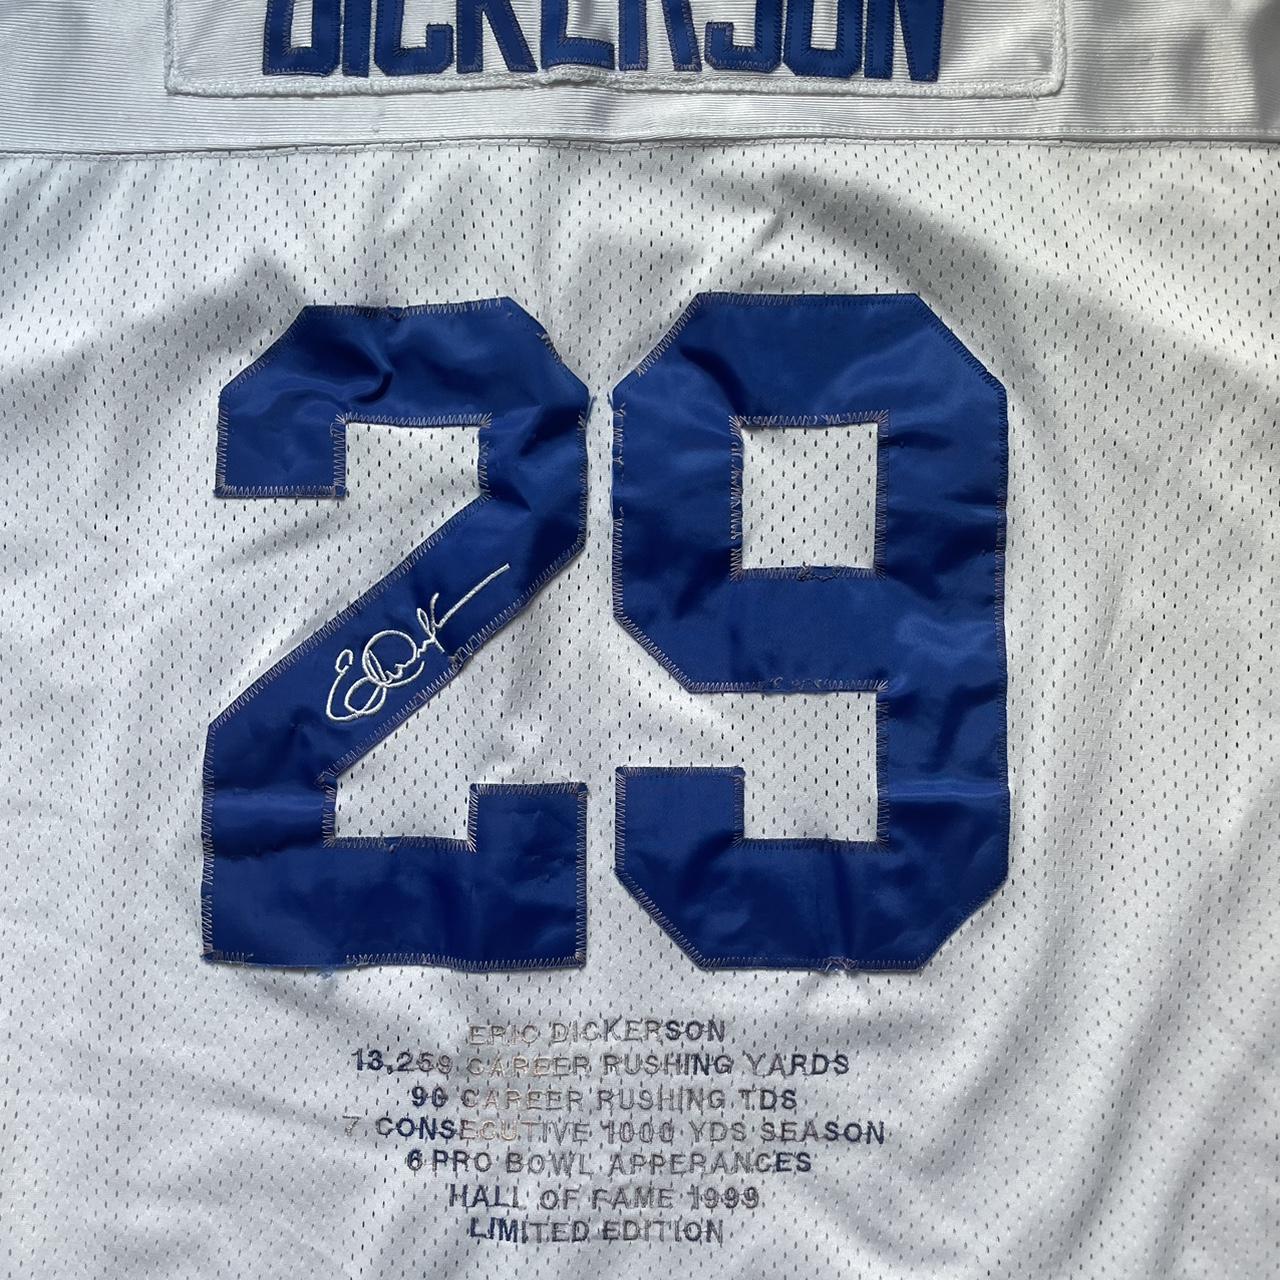 DICKERSON
29
ERIC DICKERSON
13,259 CAREER RUSHING YARDS
90 CAREER RUSHING TDS
7 CONSECUTIVE 1000 YDS SEASON
6 PRO BOWL APPERANCES
HALL OF FAME 1999
LIMITED EDITION